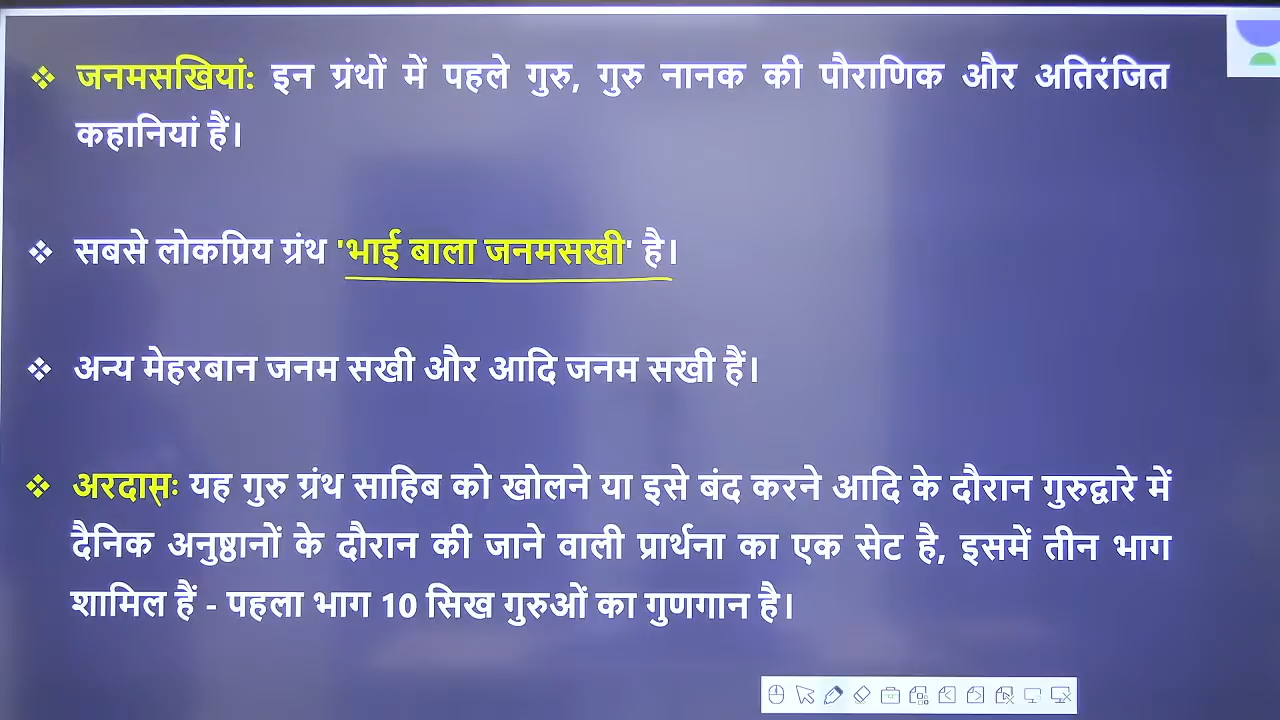 ❖ जनमसखियां: इन ग्रंथों में पहले गुरु, गुरु नानक की पौराणिक और अतिरंजित
कहानियां हैं।
❖ सबसे लोकप्रिय ग्रंथ 'भाई बाला जनमसखी' है।
❖ अन्य मेहरबान जनम सखी और आदि जनम सखी हैं।
❖ अरदास: यह गुरु ग्रंथ साहिब को खोलने या इसे बंद करने आदि के दौरान गुरुद्वारे में
दैनिक अनुष्ठानों के दौरान की जाने वाली प्रार्थना का एक सेट है, इसमें तीन भाग
शामिल हैं - पहला भाग 10 सिख गुरुओं का गुणगान है।